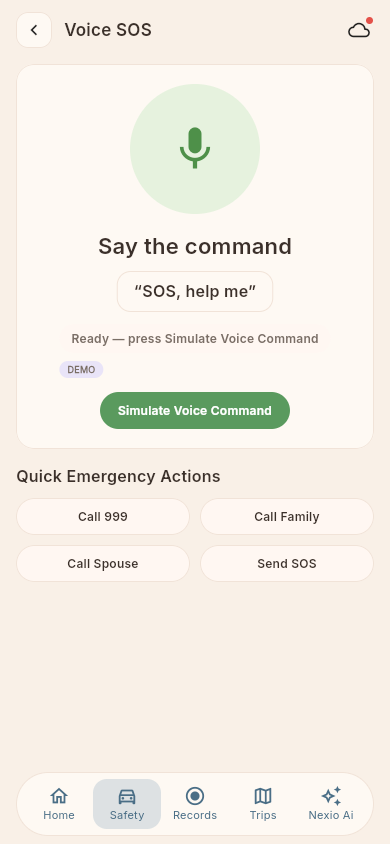 Voice SOS
Say the command
“SOS, help me”
Ready — press Simulate Voice Command
DEMO
Simulate Voice Command
Quick Emergency Actions
Call 999
Call Family
Call Spouse
Send SOS
Home
Safety
Records
Trips
Nexio Ai